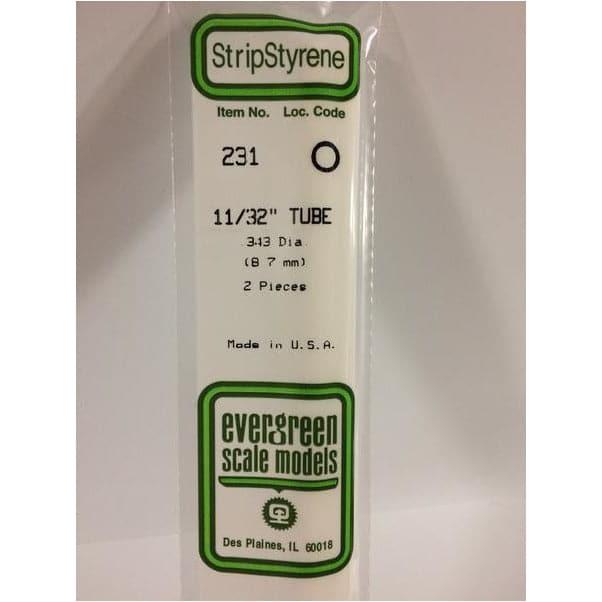 StripStyrene
Item No. Loc. Code
231 O
11/32" TUBE
.343 Dia.
(8.7 mm)
2 Pieces
Made in U.S.A.
evergreen
scale models
Des Plaines, IL 60018